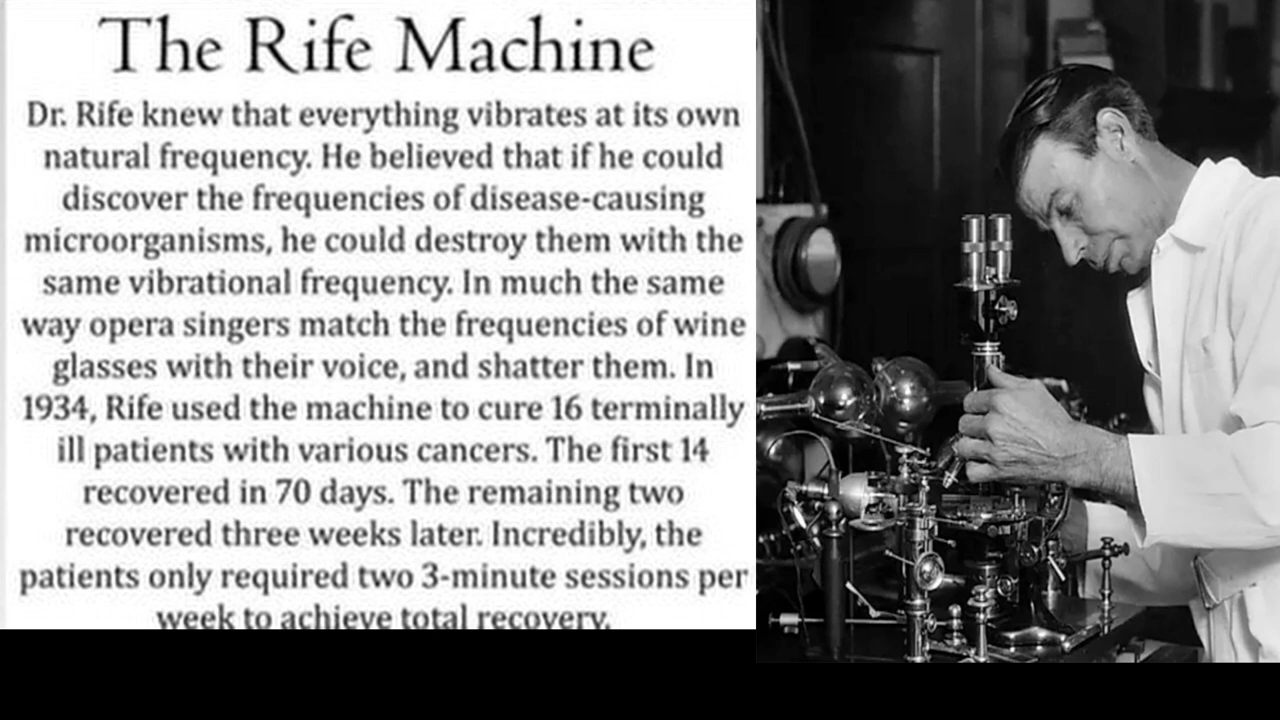 The Rife Machine
Dr. Rife knew that everything vibrates at its own
natural frequency. He believed that if he could
discover the frequencies of disease-causing
microorganisms, he could destroy them with the
same vibrational frequency. In much the same
way opera singers match the frequencies of wine
glasses with their voice, and shatter them. In
1934, Rife used the machine to cure 16 terminally
ill patients with various cancers. The first 14
recovered in 70 days. The remaining two
recovered three weeks later. Incredibly, the
patients only required two 3-minute sessions per
week to achieve total recovery.